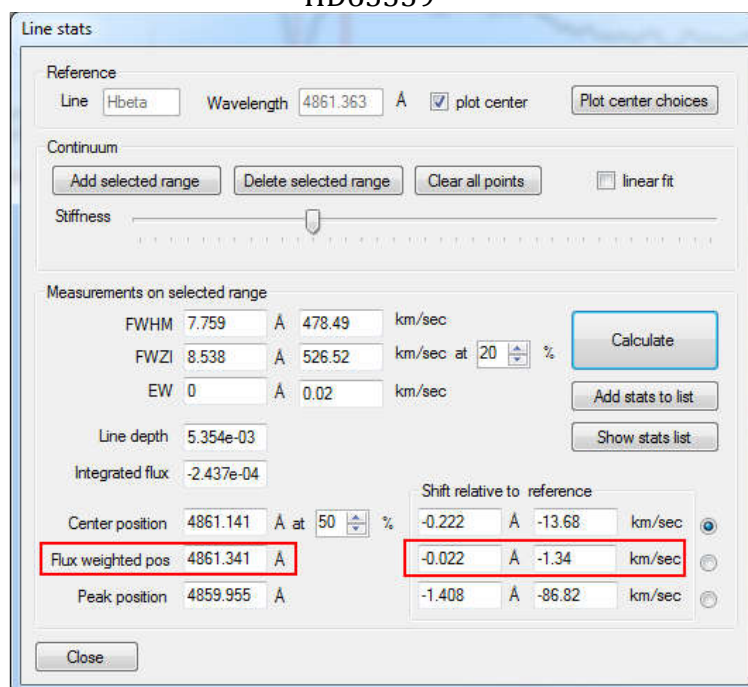 Line stats
Reference
Line Hbeta Wavelength 4861.363 Å plot center Plot center choices
Continuum
Add selected range Delete selected range Clear all points linear fit
Stiffness
Measurements on selected range
FWHM 7.759 Å 478.49 km/sec
FWZI 8.538 Å 526.52 km/sec at 20 % Calculate
EW 0 Å 0.02 km/sec
Add stats to list
Line depth 5.354e-03 Show stats list
Integrated flux -2.437e-04
Shift relative to reference
Center position 4861.141 Å at 50 % -0.222 Å -13.68 km/sec
Flux weighted pos 4861.341 Å -0.022 Å -1.34 km/sec
Peak position 4859.955 Å -1.408 Å -86.82 km/sec
Close